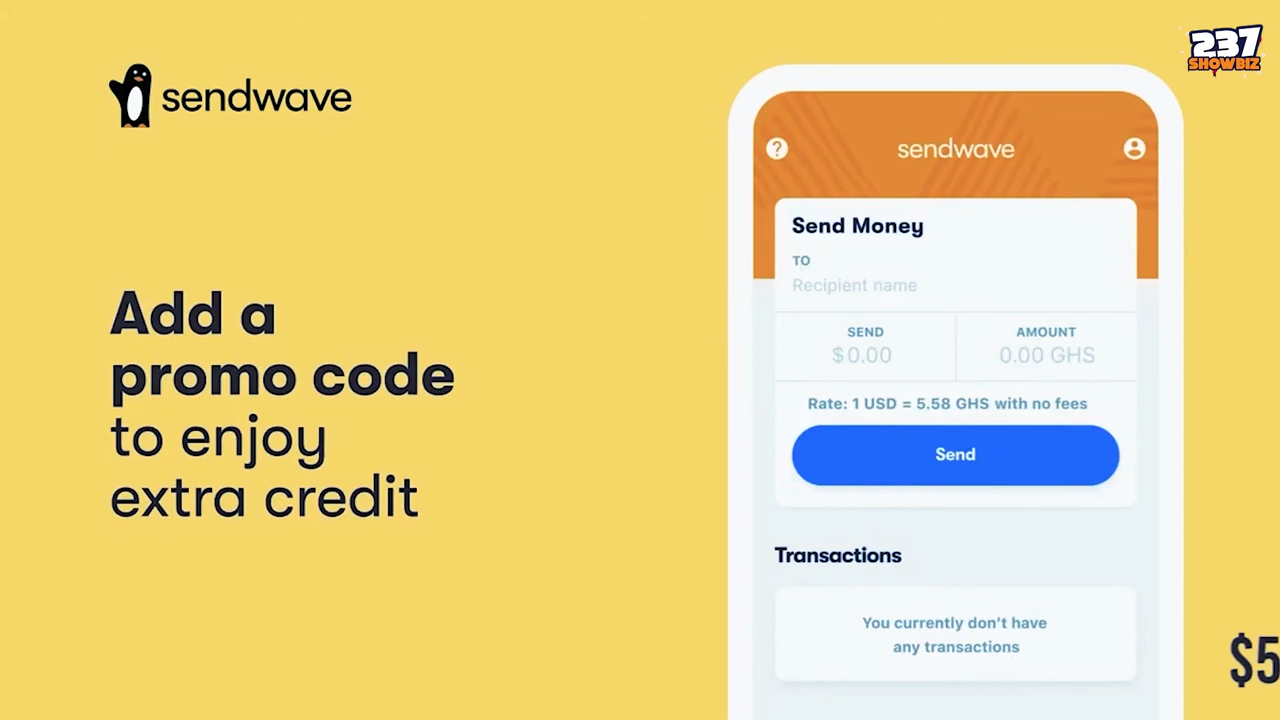 sendwave
237
SHOWBIZ
Add a
promo code
to enjoy
extra credit
sendwave
Send Money
TO
Recipient name
SEND
AMOUNT
$0.00
0.00 GHS
Rate: 1 USD = 5.58 GHS with no fees
Send
Transactions
You currently don't have
any transactions
$5